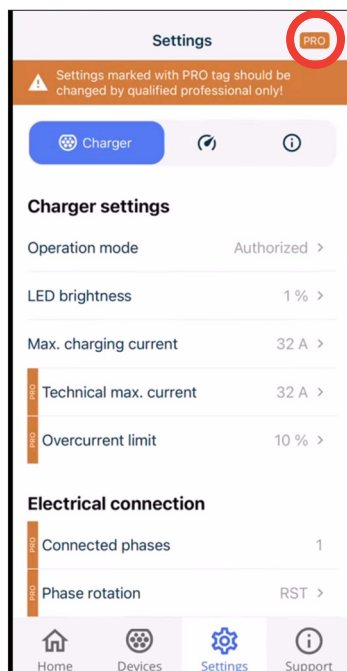 Settings
PRO
Settings marked with PRO tag should be
changed by qualified professional only!
Charger
Charger settings
Operation mode Authorized >
LED brightness 1 % >
Max. charging current 32 A >
PRO Technical max. current 32 A >
PRO Overcurrent limit 10 % >
Electrical connection
PRO Connected phases 1
PRO Phase rotation RST >
Home Devices Settings Support